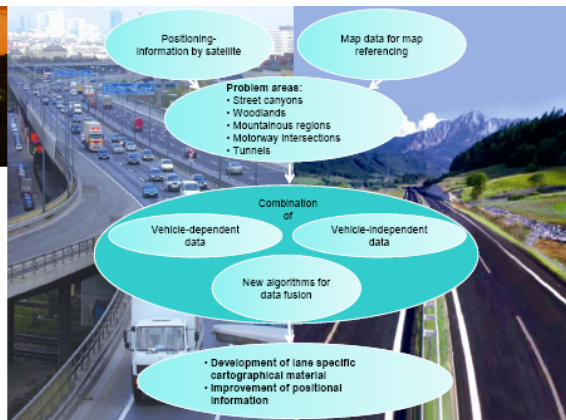 Positioning-
information by satellite
Map data for map
referencing
Problem areas:
• Street canyons
• Woodlands
• Mountainous regions
• Motorway intersections
• Tunnels
Combination
of
Vehicle-dependent
data
Vehicle-independent
data
New algorithms for
data fusion
• Development of lane specific
cartographical material
• Improvement of positional
information